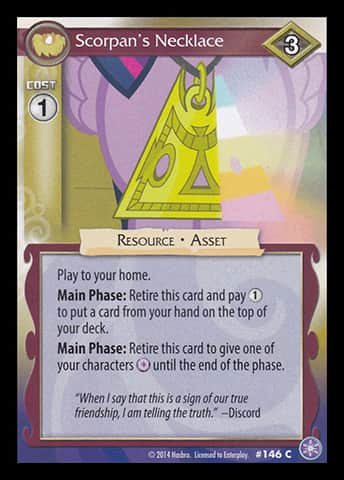 Scorpan's Necklace
3
COST
1
RESOURCE • ASSET
Play to your home.
Main Phase: Retire this card and pay 1
to put a card from your hand on the top of
your deck.
Main Phase: Retire this card to give one of
your characters until the end of the phase.
"When I say that this is a sign of our true
friendship, I am telling the truth." –Discord
© 2014 Hasbro. Licensed to Enterplay. #146 C